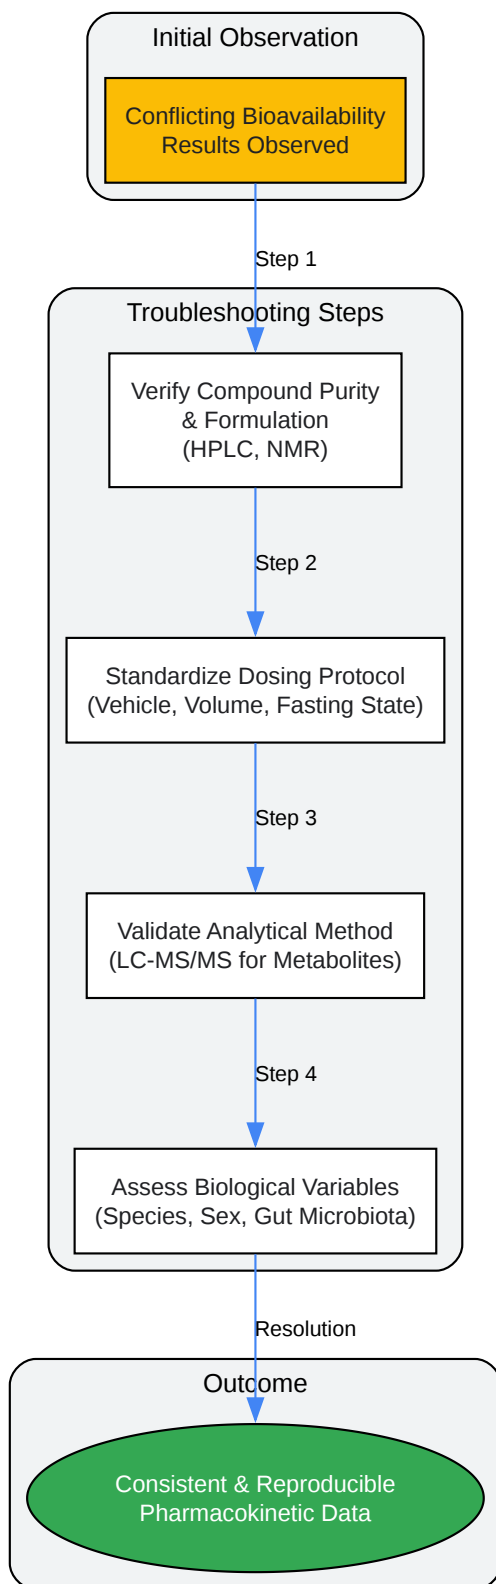 Initial Observation
Conflicting Bioavailability
Results Observed
Step 1
Troubleshooting Steps
Verify Compound Purity
& Formulation
(HPLC, NMR)
Step 2
Standardize Dosing Protocol
(Vehicle, Volume, Fasting State)
Step 3
Validate Analytical Method
(LC-MS/MS for Metabolites)
Step 4
Assess Biological Variables
(Species, Sex, Gut Microbiota)
Resolution
Outcome
Consistent & Reproducible
Pharmacokinetic Data